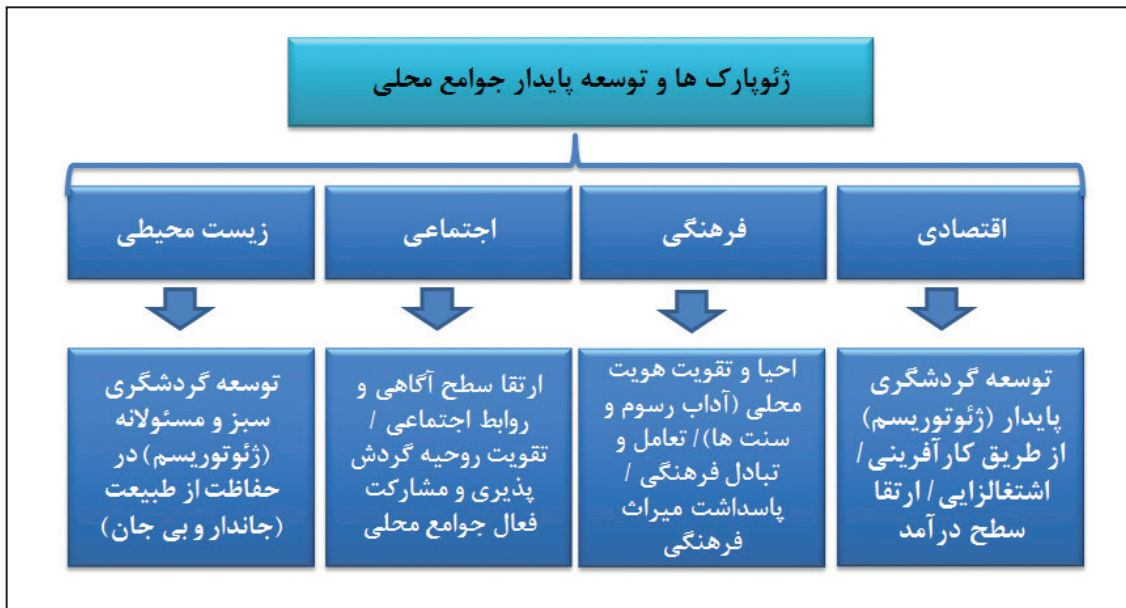 ژئوپارک ها و توسعه پایدار جوامع محلی
اقتصادی
فرهنگی
اجتماعی
زیست محیطی
توسعه گردشگری
پایدار (ژئوتوریسم)
از طریق کارآفرینی/
اشتغالزایی/ ارتقا
سطح درآمد
احیا و تقویت هویت
محلی (آداب رسوم و
سنت ها)/ تعامل و
تبادل فرهنگی /
پاسداشت میراث
فرهنگی
ارتقا سطح آگاهی و
روابط اجتماعی /
تقویت روحیه گردش
پذیری و مشارکت
فعال جوامع محلی
توسعه گردشگری
سبز و مسئولانه
(ژئوتوریسم) در
حفاظت از طبیعت
(جاندار و بی جان)